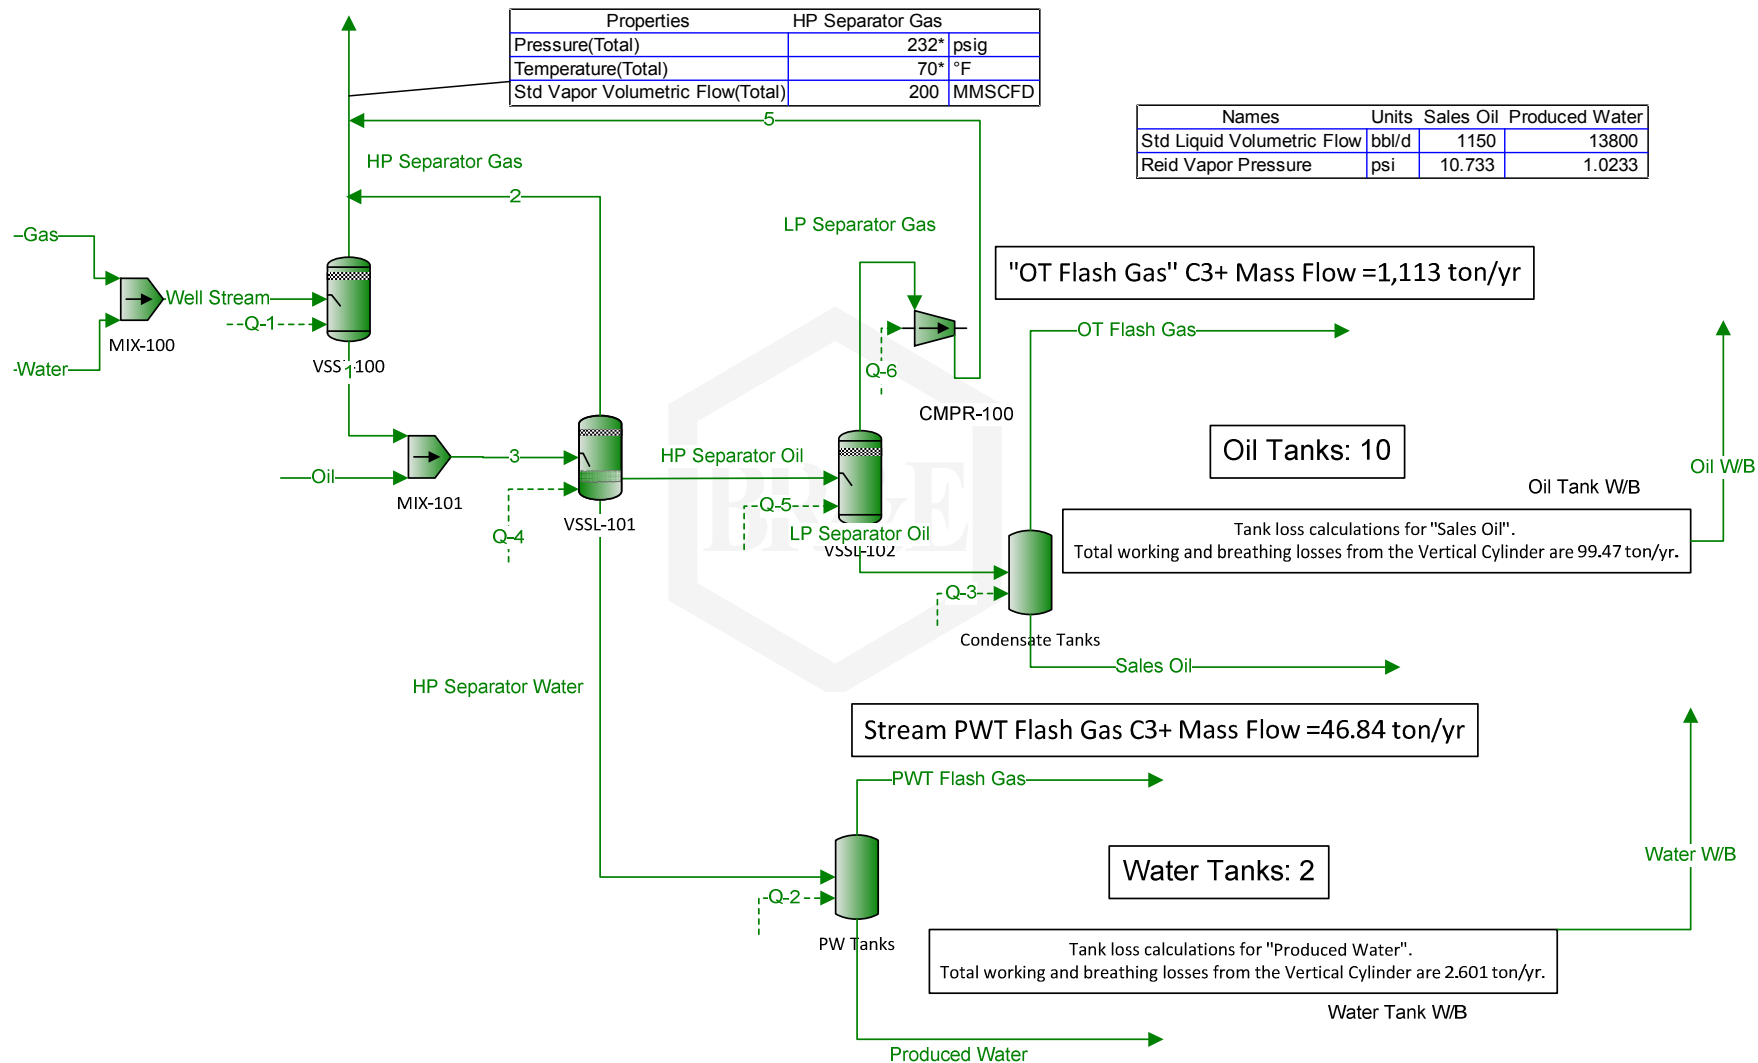 Properties HP Separator Gas
Pressure(Total) 232* psig
Temperature(Total) 70* °F
Std Vapor Volumetric Flow(Total) 200 MMSCFD
Names Units Sales Oil Produced Water
Std Liquid Volumetric Flow bbl/d 1150 13800
Reid Vapor Pressure psi 10.733 1.0233
5
HP Separator Gas
2
LP Separator Gas
Gas
"OT Flash Gas" C3+ Mass Flow =1,113 ton/yr
Well Stream
Q-1
MIX-100
OT Flash Gas
Water
VSSL-100
1
Q-6
CMPR-100
Oil Tanks: 10
HP Separator Oil
3
Oil
Oil W/B
MIX-101
Oil Tank W/B
Q-5
VSSL-101
Q-4
BR&E
LP Separator Oil
VSSL-102
Tank loss calculations for "Sales Oil".
Total working and breathing losses from the Vertical Cylinder are 99.47 ton/yr.
Q-3
Condensate Tanks
Sales Oil
HP Separator Water
Stream PWT Flash Gas C3+ Mass Flow =46.84 ton/yr
PWT Flash Gas
Water Tanks: 2
Water W/B
Q-2
PW Tanks
Tank loss calculations for "Produced Water".
Total working and breathing losses from the Vertical Cylinder are 2.601 ton/yr.
Water Tank W/B
Produced Water